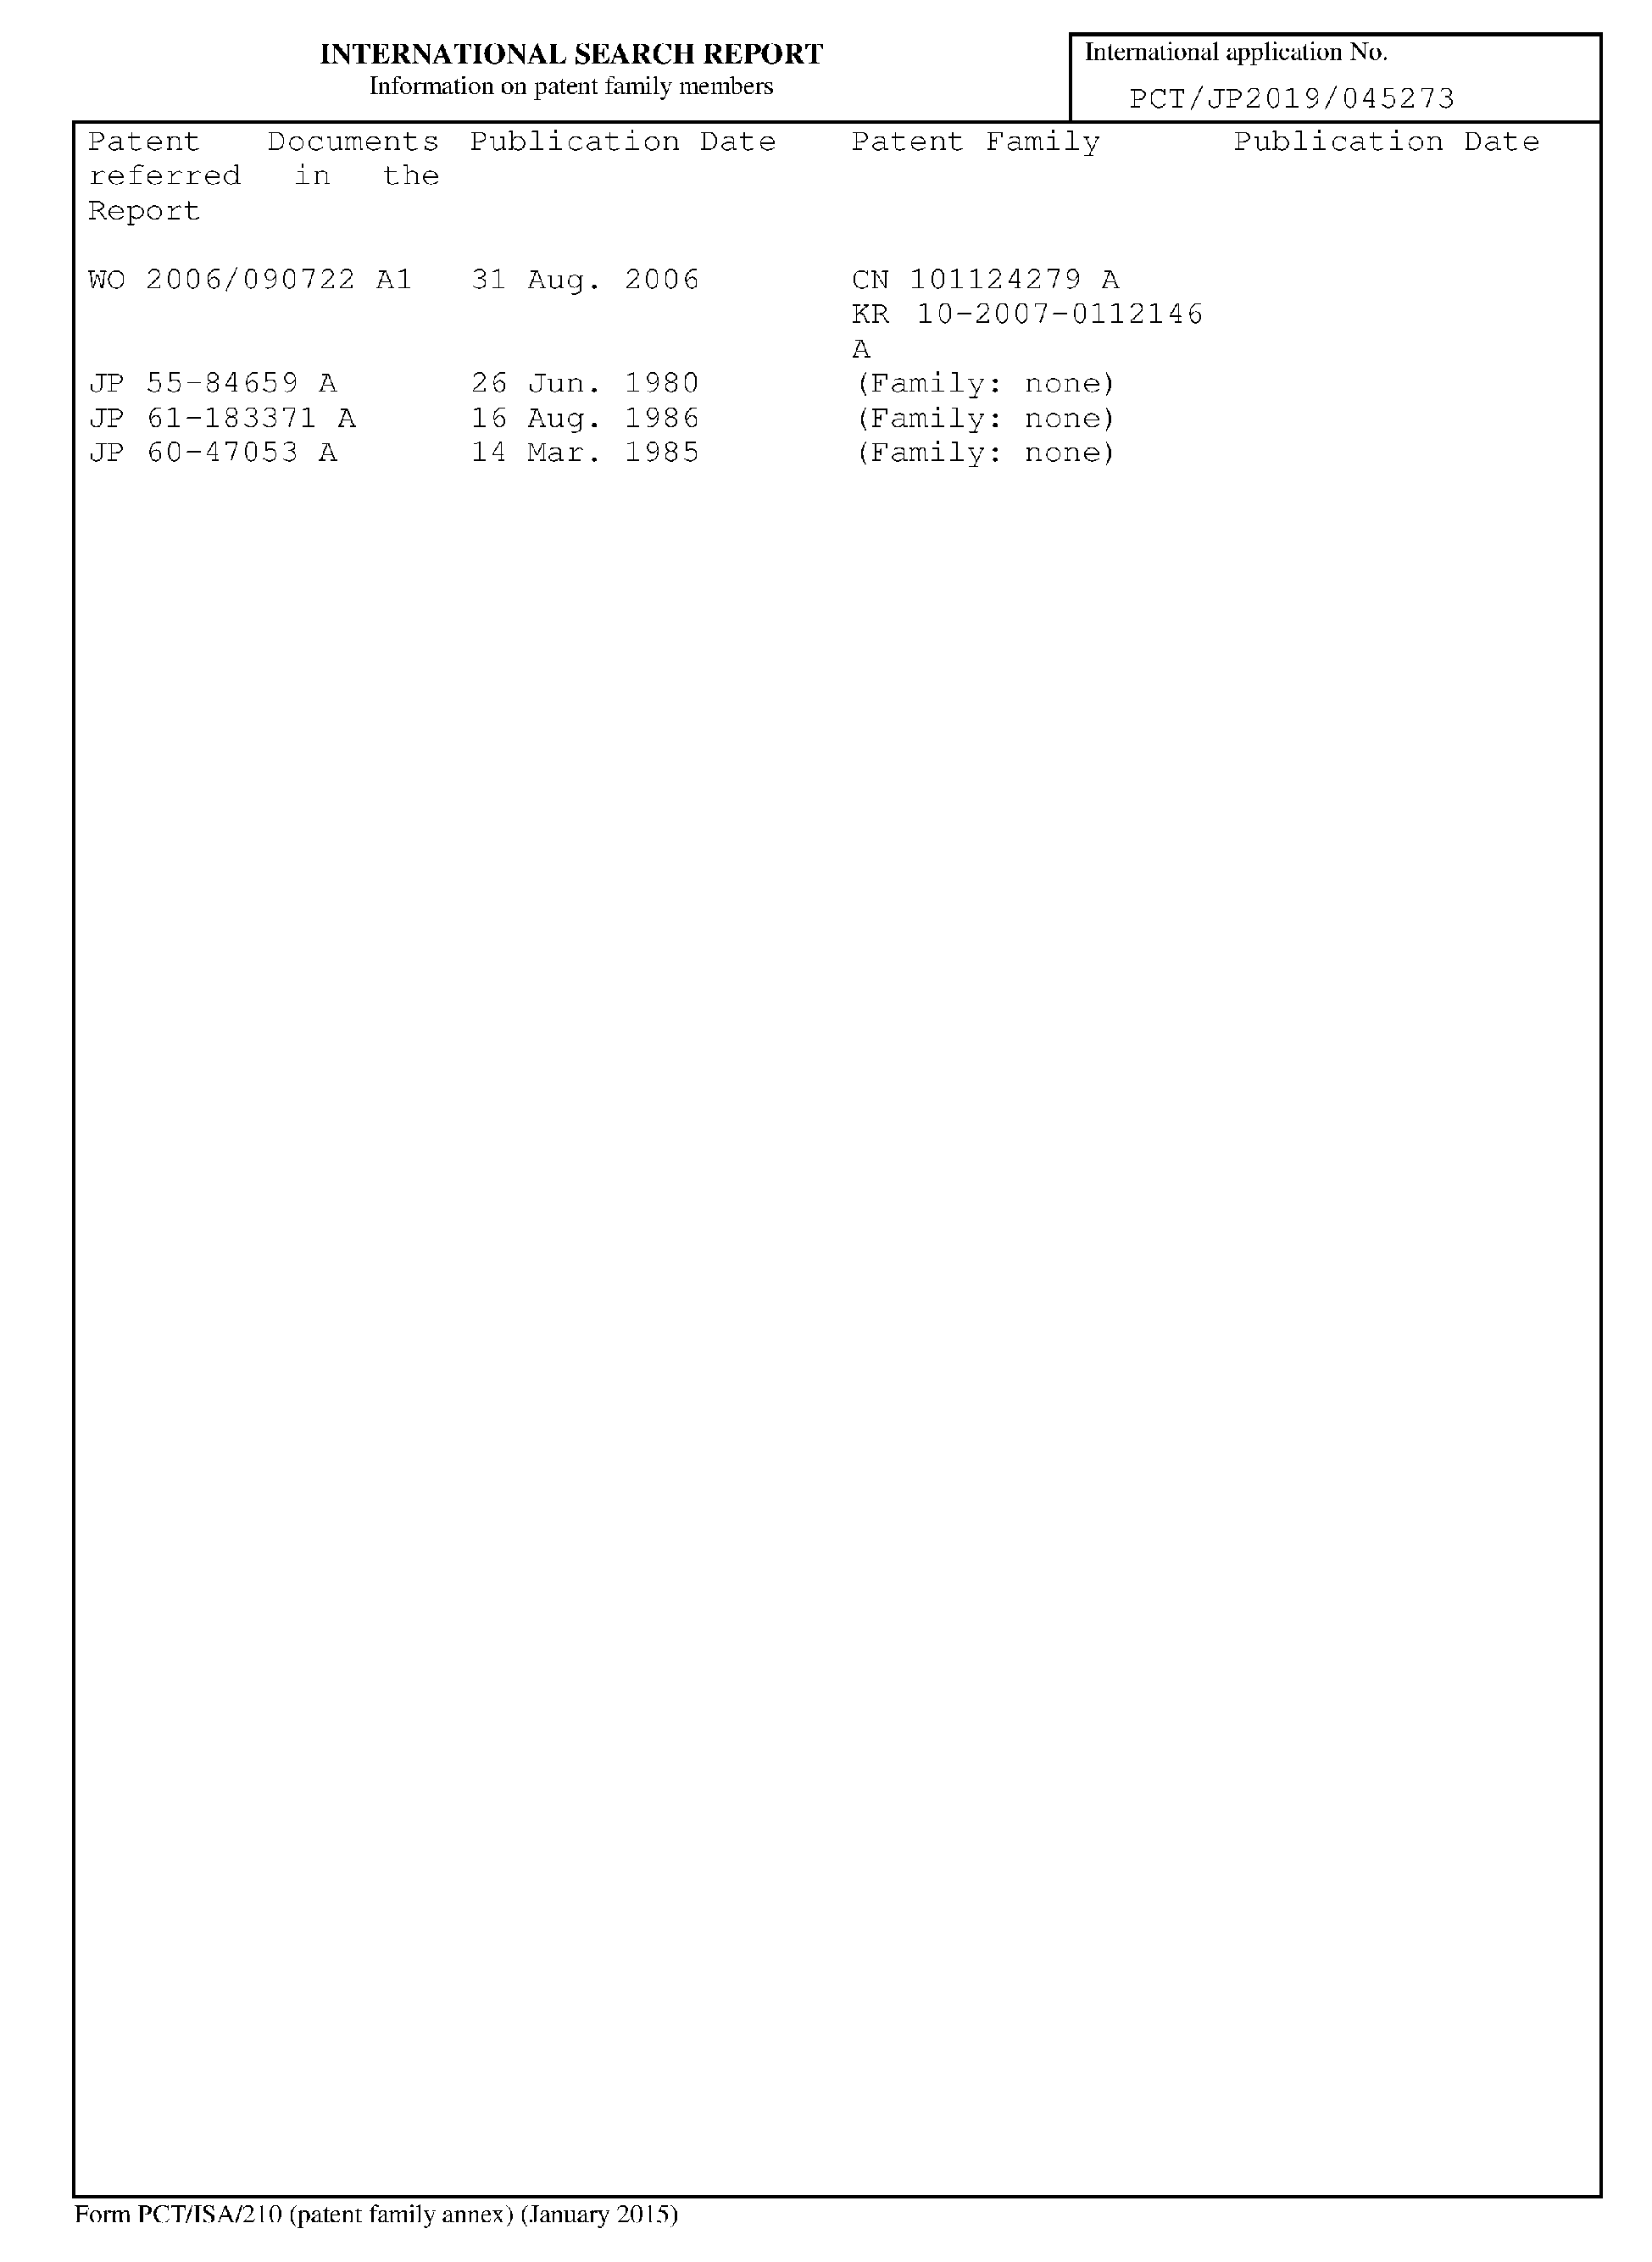 INTERNATIONAL SEARCH REPORT
Information on patent family members
International application No.
PCT/JP2019/045273
Patent Documents Publication Date Patent Family Publication Date
referred in the
Report
WO 2006/090722 A1 31 Aug. 2006 CN 101124279 A
KR 10-2007-0112146
A
JP 55-84659 A 26 Jun. 1980 (Family: none)
JP 61-183371 A 16 Aug. 1986 (Family: none)
JP 60-47053 A 14 Mar. 1985 (Family: none)
Form PCT/ISA/210 (patent family annex) (January 2015)